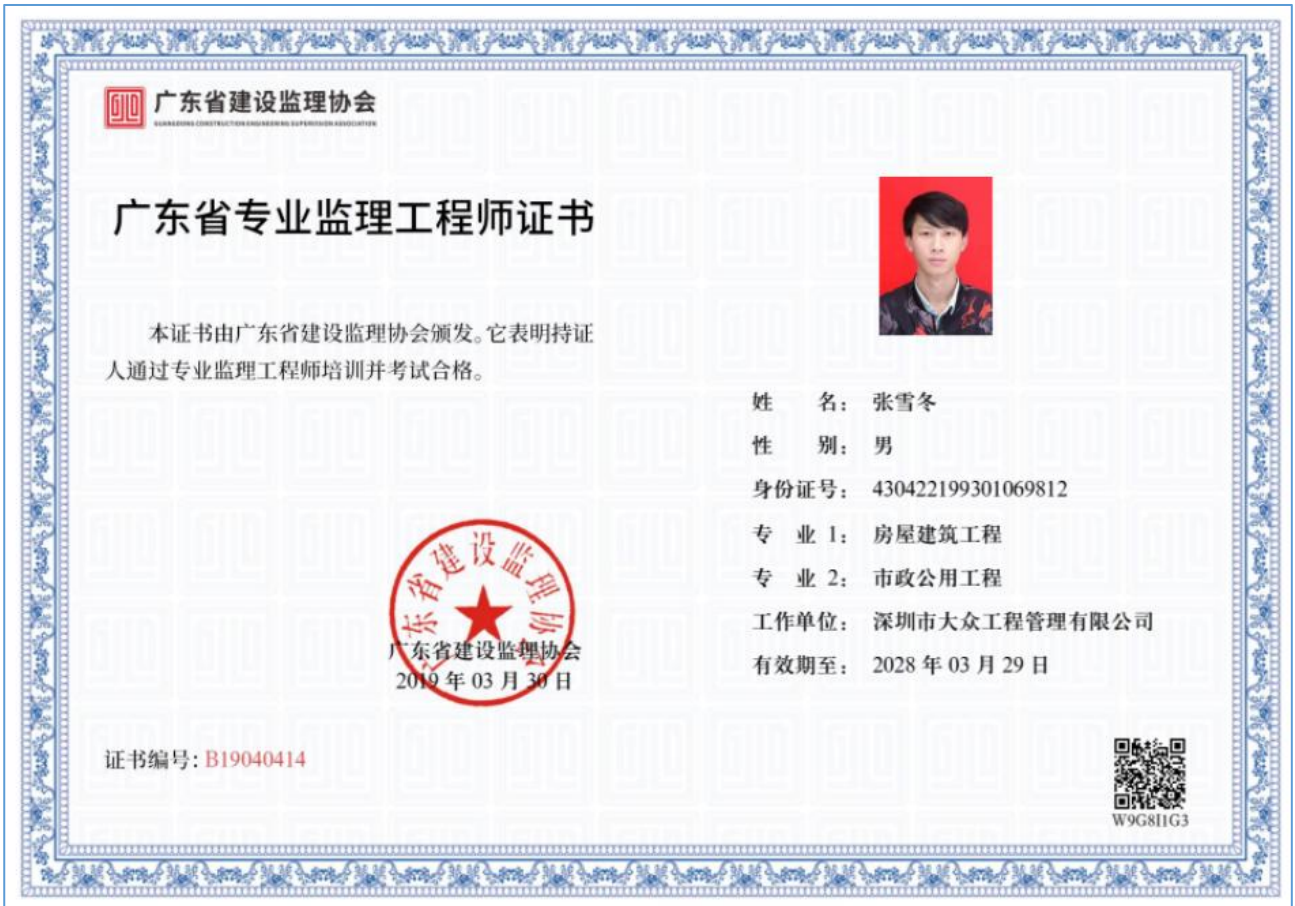 广东省建设监理协会
GUANGDONG CONSTRUCTION ENGINEERING SUPERVISION ASSOCIATION
广东省专业监理工程师证书
本证书由广东省建设监理协会颁发。它表明持证
人通过专业监理工程师培训并考试合格。
姓 名： 张雪冬
性 别： 男
身份证号： 430422199301069812
专 业 1： 房屋建筑工程
专 业 2： 市政公用工程
工作单位： 深圳市大众工程管理有限公司
有效期至： 2028 年 03 月 29 日
广东省建设监理协会
广东省建设监理协会
2019 年 03 月 30 日
证书编号: B19040414
W9G8I1G3